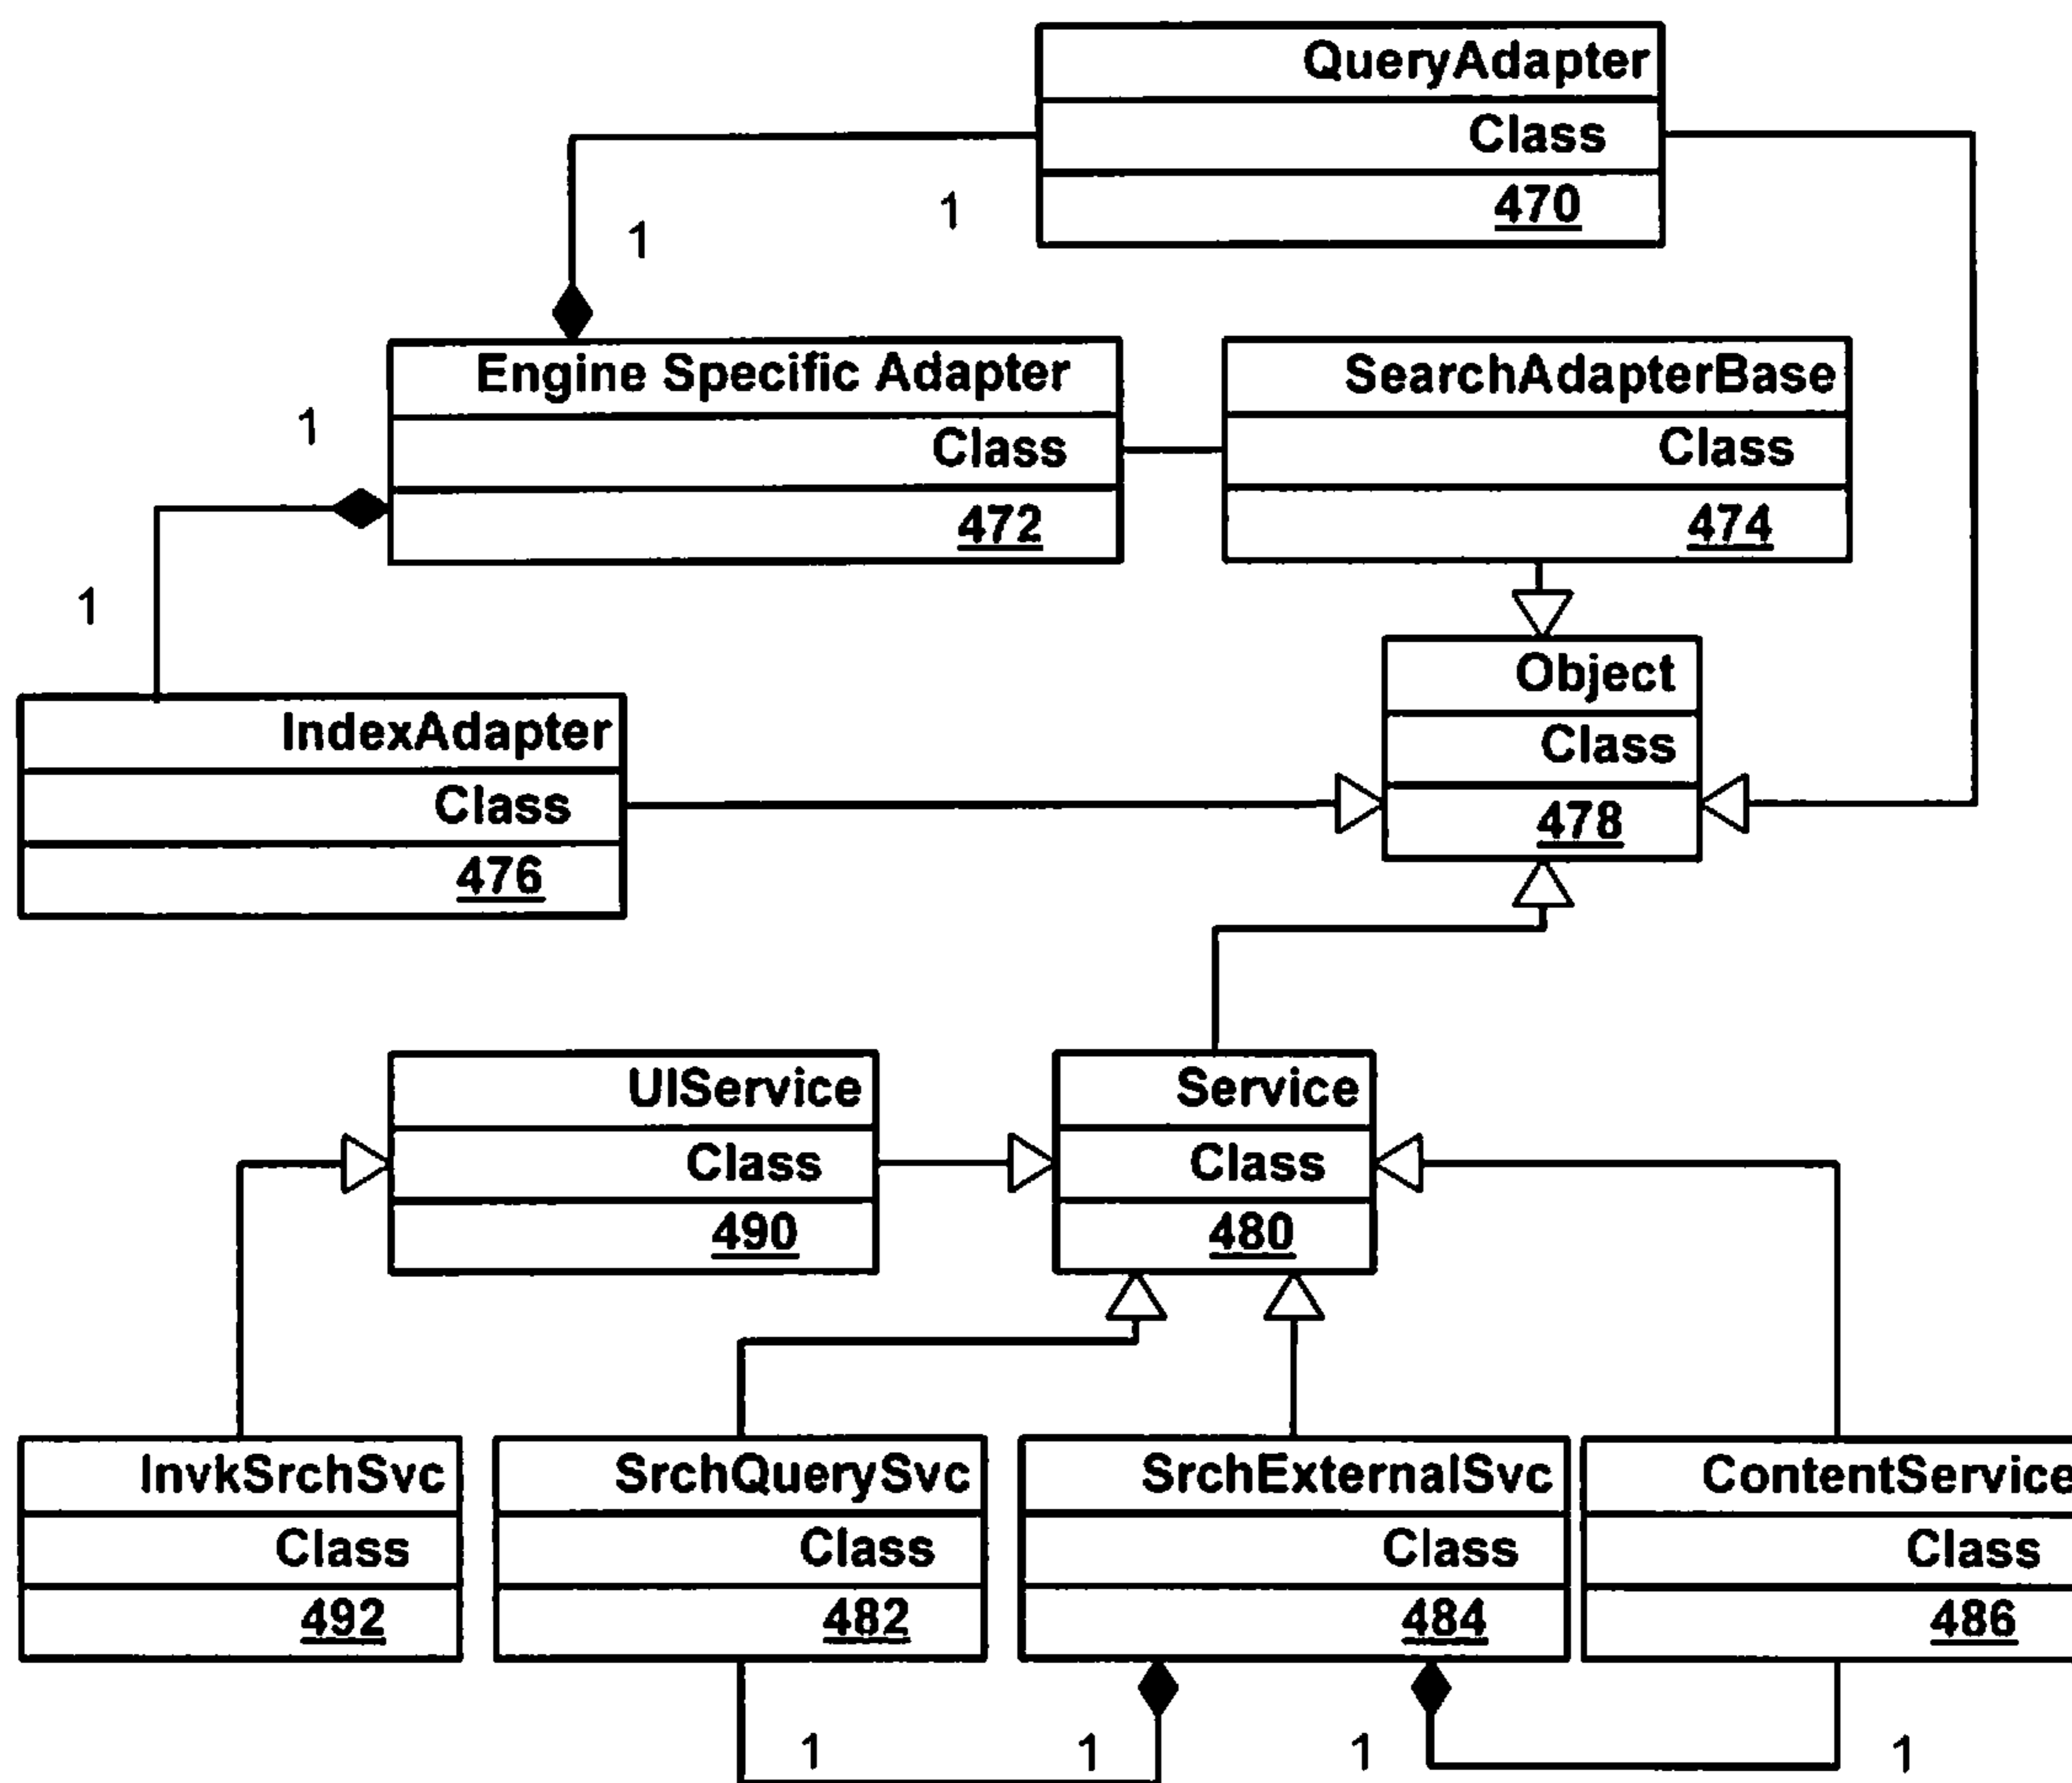 QueryAdapter
Class
470
1
1
Engine Specific Adapter
Class
472
SearchAdapterBase
Class
474
1
1
IndexAdapter
Class
476
Object
Class
478
UIService
Class
490
Service
Class
480
InvkSrchSvc
Class
492
SrchQuerySvc
Class
482
SrchExternalSvc
Class
484
ContentService
Class
486
1
1
1
1